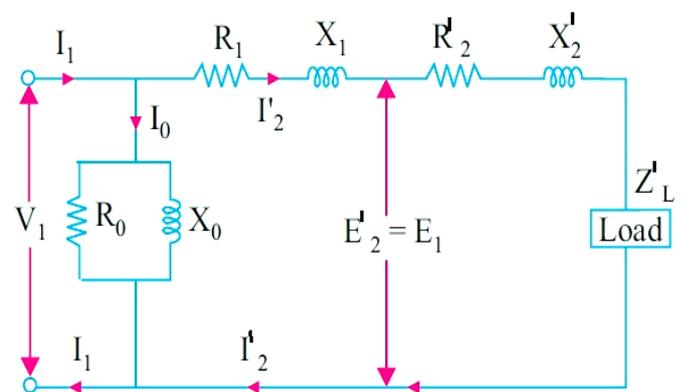 I₁ R₁ X₁ R'₂ X'₂
I₀ I'₂
V₁ R₀ X₀ E'₂ = E₁ Z'L
Load
I₁ I'₂